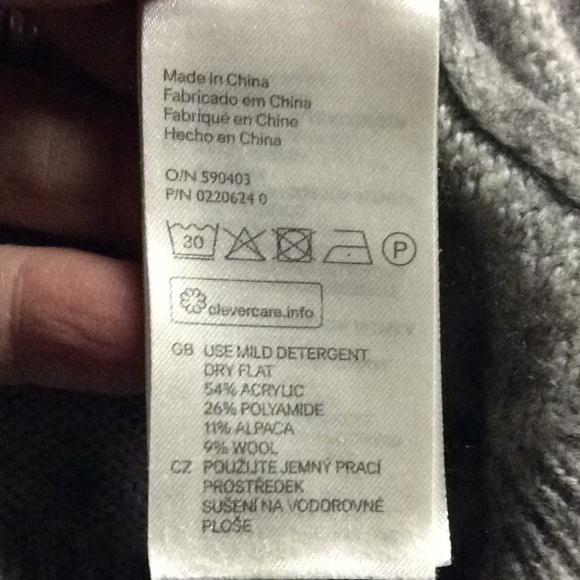 Made in China
Fabricado em China
Fabriqué en Chine
Hecho en China
O/N 590403
P/N 0220624 0
30 P
clevercare.info
GB USE MILD DETERGENT
DRY FLAT
54% ACRYLIC
26% POLYAMIDE
11% ALPACA
9% WOOL
CZ POUŽIJTE JEMNÝ PRACÍ
PROSTŘEDEK
SUŠENÍ NA VODOROVNÉ
PLOŠE